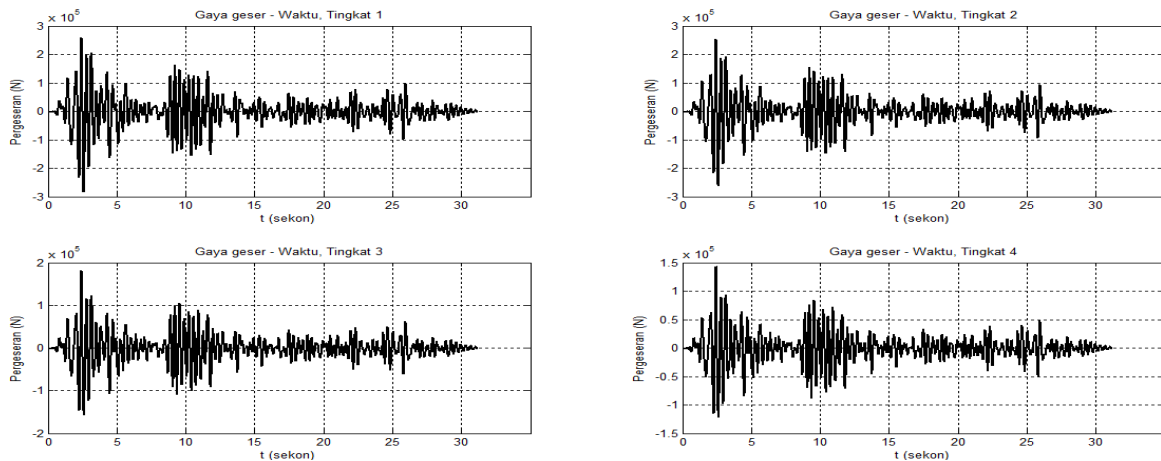 Gaya geser - Waktu, Tingkat 1
× 10^5
3
2
1
0
-1
-2
-3
Pergeseran (N)
0 5 10 15 20 25 30
t (sekon)
Gaya geser - Waktu, Tingkat 2
× 10^5
3
2
1
0
-1
-2
-3
Pergeseran (N)
0 5 10 15 20 25 30
t (sekon)
Gaya geser - Waktu, Tingkat 3
× 10^5
2
1
0
-1
-2
Pergeseran (N)
0 5 10 15 20 25 30
t (sekon)
Gaya geser - Waktu, Tingkat 4
× 10^5
1.5
1
0.5
0
-0.5
-1
-1.5
Pergeseran (N)
0 5 10 15 20 25 30
t (sekon)